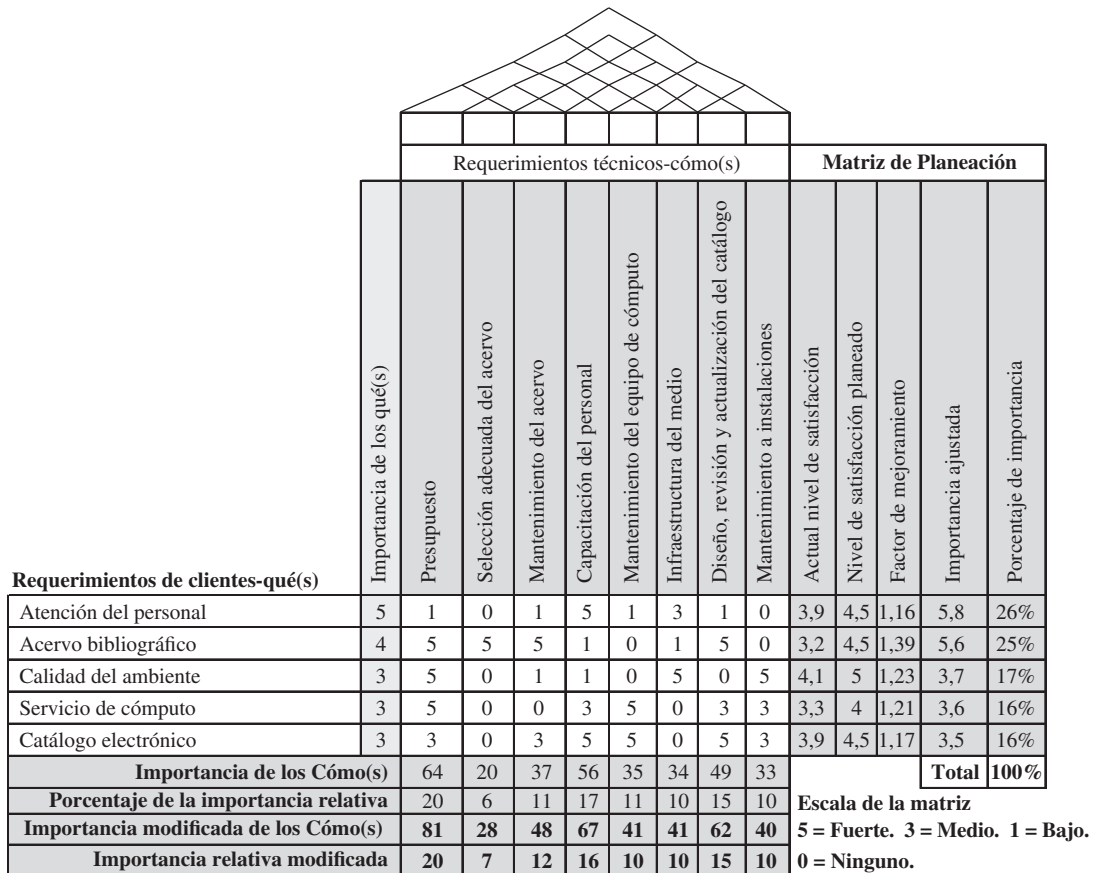 Requerimientos técnicos-cómo(s) Matriz de Planeación
Importancia de los qué(s)
Presupuesto
Selección adecuada del acervo
Mantenimiento del acervo
Capacitación del personal
Mantenimiento del equipo de cómputo
Infraestructura del medio
Diseño, revisión y actualización del catálogo
Mantenimiento a instalaciones
Actual nivel de satisfacción
Nivel de satisfacción planeado
Factor de mejoramiento
Importancia ajustada
Porcentaje de importancia
Requerimientos de clientes-qué(s)
Atención del personal 5 1 0 1 5 1 3 1 0 3,9 4,5 1,16 5,8 26%
Acervo bibliográfico 4 5 5 5 1 0 1 5 0 3,2 4,5 1,39 5,6 25%
Calidad del ambiente 3 5 0 1 1 0 5 0 5 4,1 5 1,23 3,7 17%
Servicio de cómputo 3 5 0 0 3 5 0 3 3 3,3 4 1,21 3,6 16%
Catálogo electrónico 3 3 0 3 5 5 0 5 3 3,9 4,5 1,17 3,5 16%
Importancia de los Cómo(s) 64 20 37 56 35 34 49 33 Total 100%
Porcentaje de la importancia relativa 20 6 11 17 11 10 15 10 Escala de la matriz
Importancia modificada de los Cómo(s) 81 28 48 67 41 41 62 40 5 = Fuerte. 3 = Medio. 1 = Bajo.
Importancia relativa modificada 20 7 12 16 10 10 15 10 0 = Ninguno.